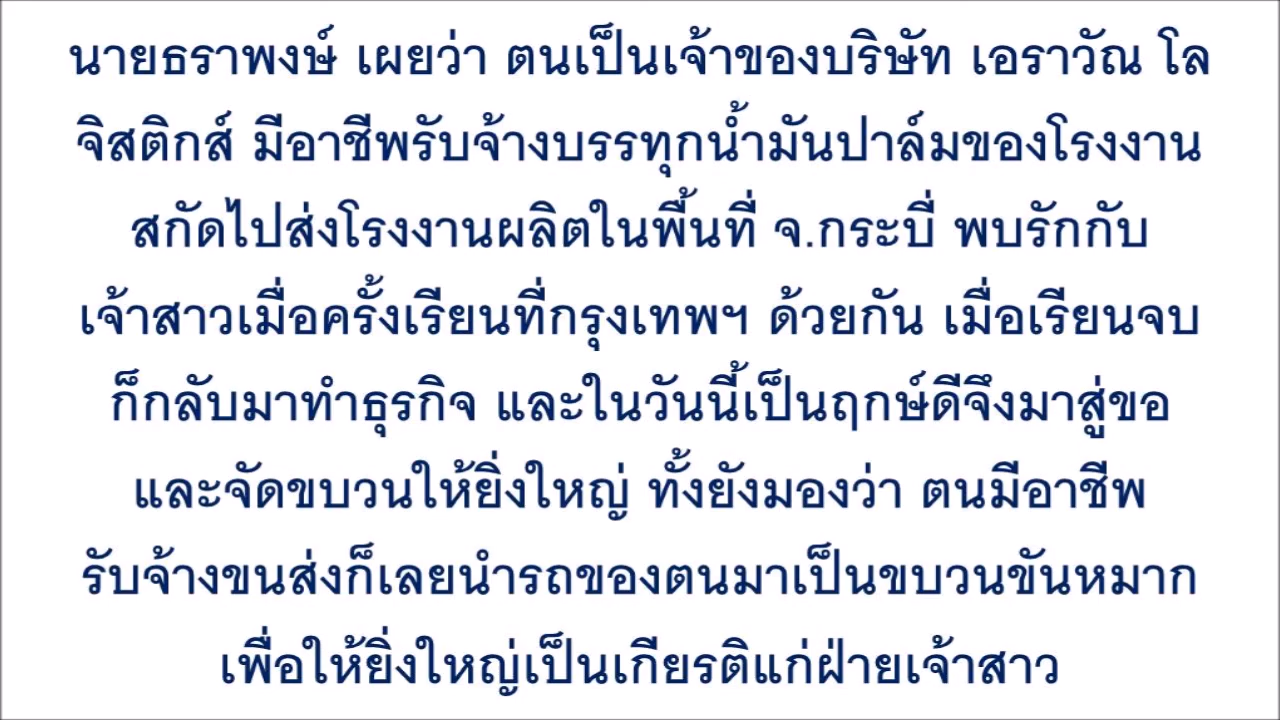 นายธราพงษ์ เผยว่า ตนเป็นเจ้าของบริษัท เอราวัณ โล
จิสติกส์ มีอาชีพรับจ้างบรรทุกน้ำมันปาล์มของโรงงาน
สกัดไปส่งโรงงานผลิตในพื้นที่ จ.กระบี่ พบรักกับ
เจ้าสาวเมื่อครั้งเรียนที่กรุงเทพฯ ด้วยกัน เมื่อเรียนจบ
ก็กลับมาทำธุรกิจ และในวันนี้เป็นฤกษ์ดีจึงมาสู่ขอ
และจัดขบวนให้ยิ่งใหญ่ ทั้งยังมองว่า ตนมีอาชีพ
รับจ้างขนส่งก็เลยนำรถของตนมาเป็นขบวนขันหมาก
เพื่อให้ยิ่งใหญ่เป็นเกียรติแก่ฝ่ายเจ้าสาว